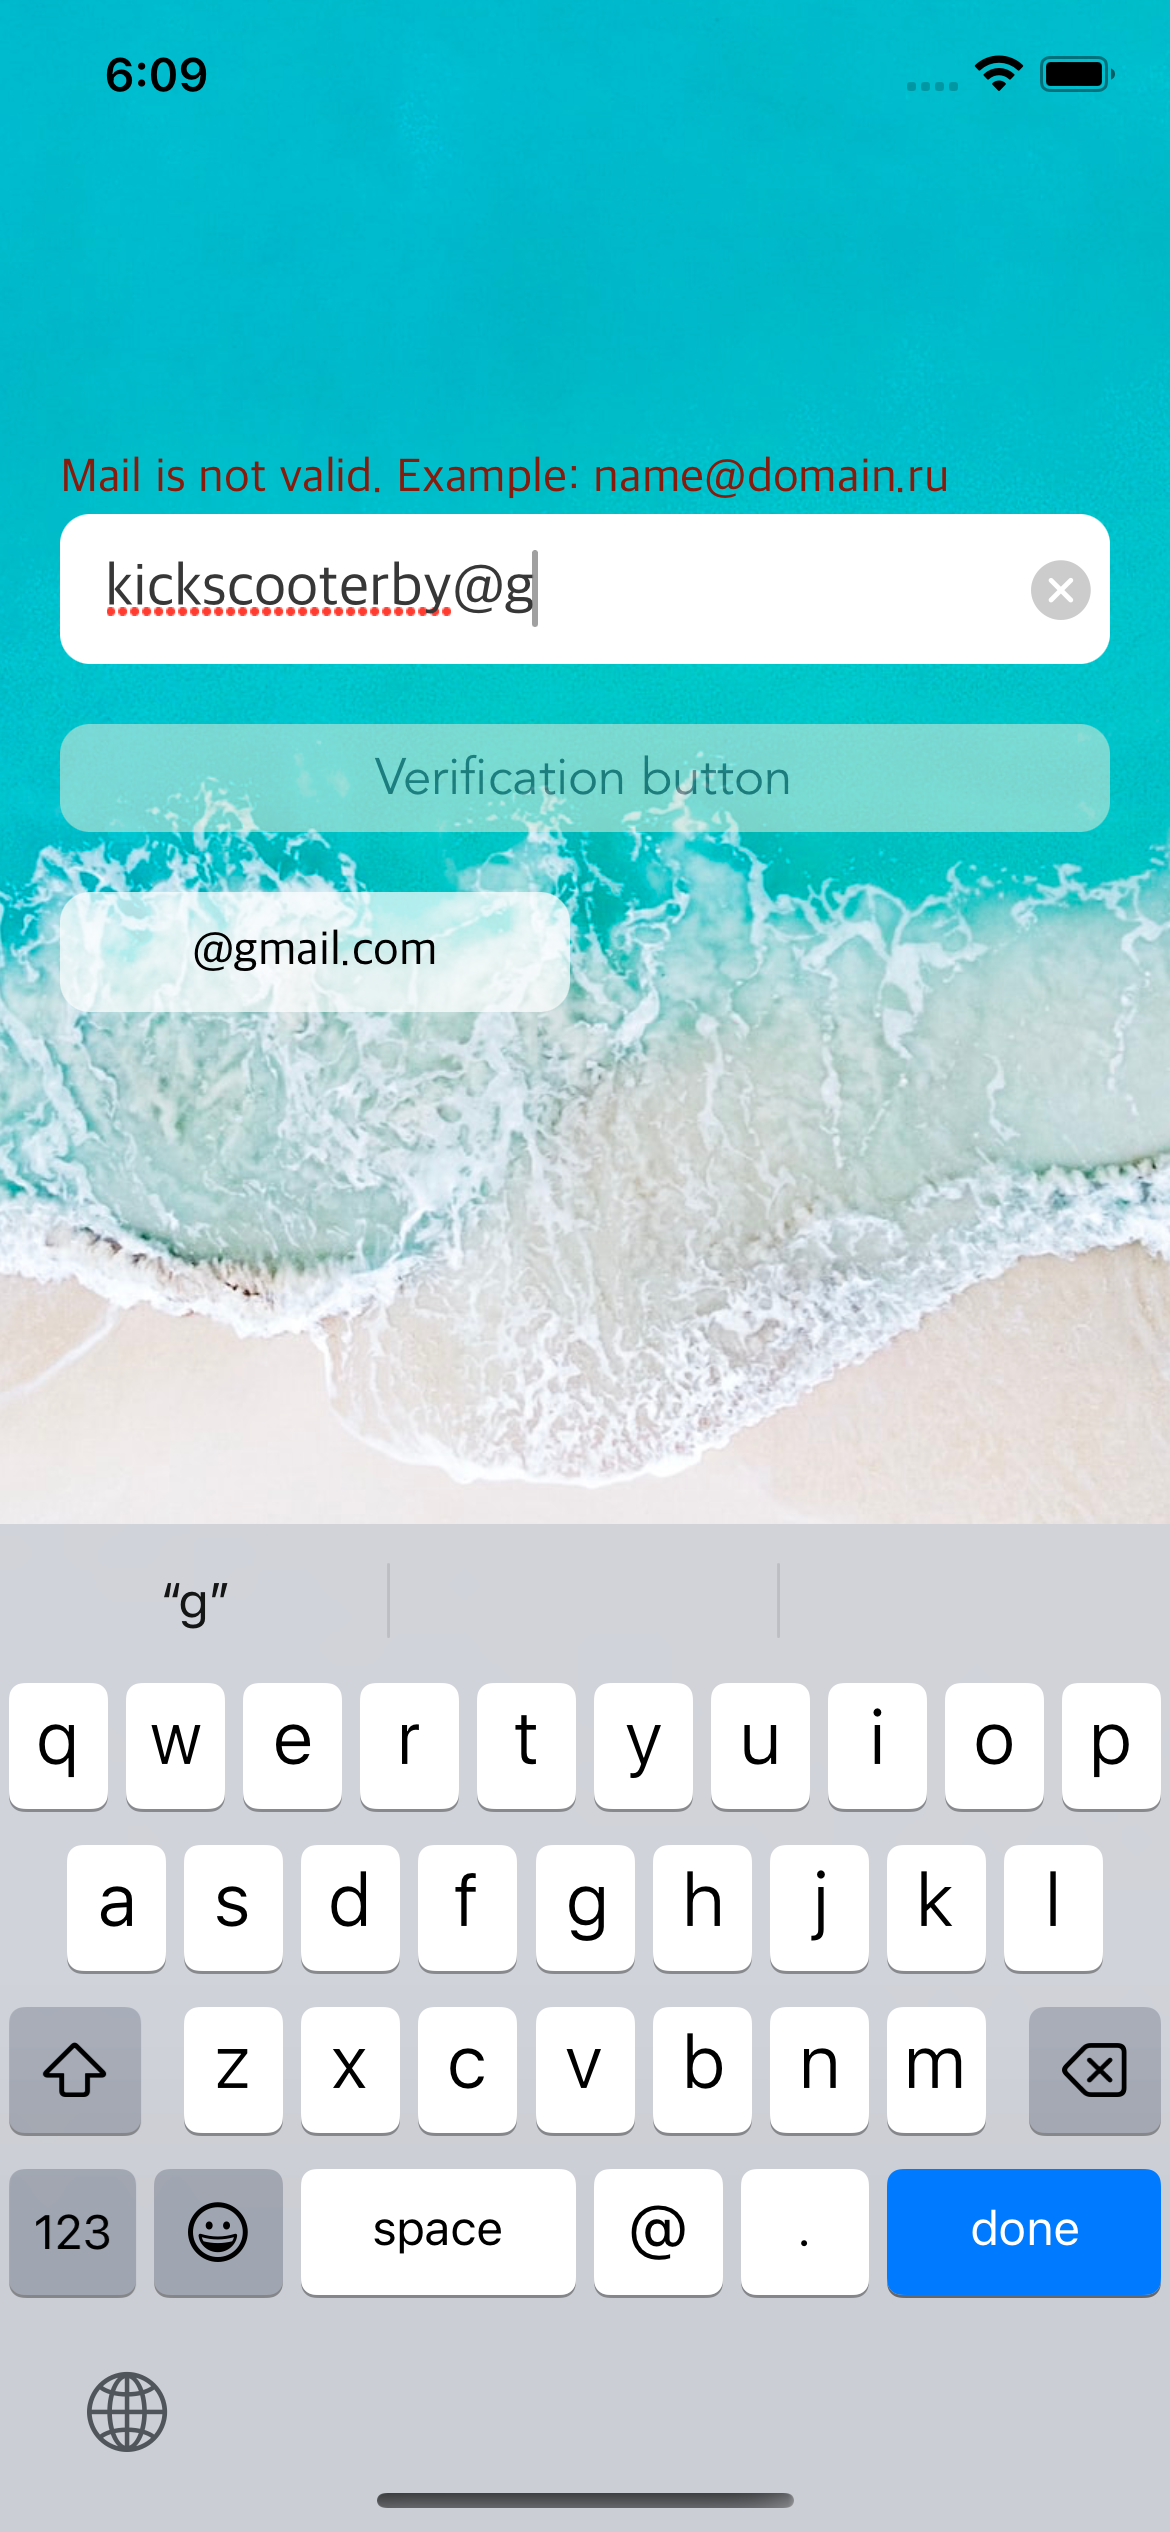 6:09
Mail is not valid. Example: name@domain.ru
kickscooterby@g
Verification button
@gmail.com
“g”
q w e r t y u i o p
a s d f g h j k l
z x c v b n m
123 space @ . done